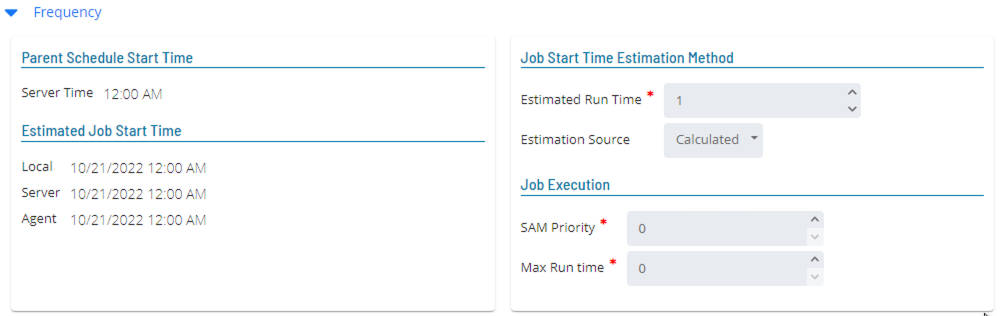 Frequency
Parent Schedule Start Time
Server Time 12:00 AM
Estimated Job Start Time
Local 10/21/2022 12:00 AM
Server 10/21/2022 12:00 AM
Agent 10/21/2022 12:00 AM
Job Start Time Estimation Method
Estimated Run Time * 1
Estimation Source Calculated
Job Execution
SAM Priority * 0
Max Run time * 0